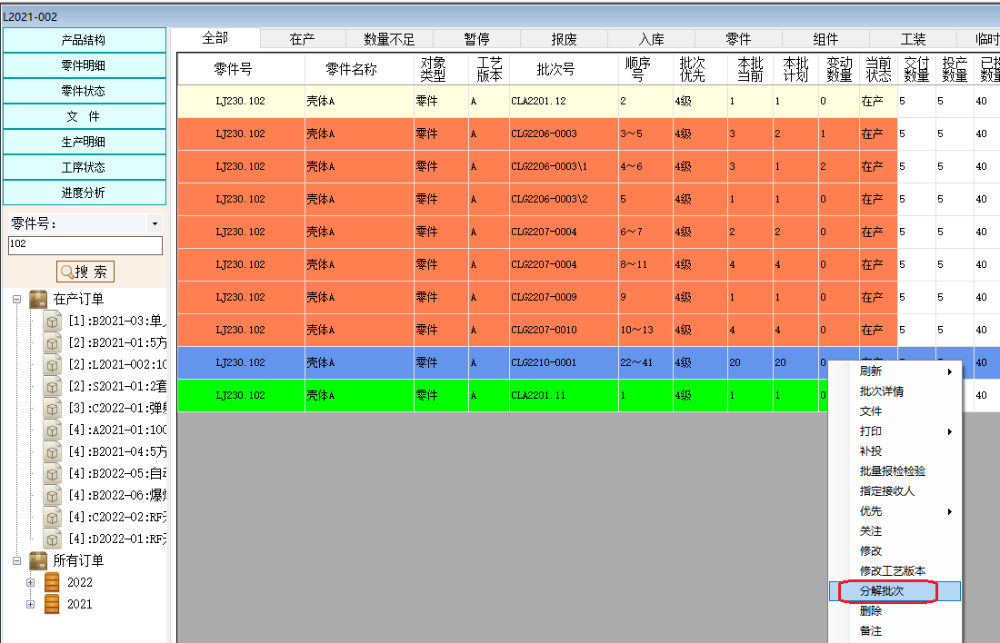 L2021-002
产品结构
零件明细
零件状态
文 件
生产明细
工序状态
进度分析
零件号:
102
搜 索
在产订单
[1]:B2021-03:单
[2]:B2021-01:5方
[2]:L2021-002:10
[2]:S2021-01:2套
[3]:C2022-01:弹
[4]:A2021-01:100
[4]:B2021-04:5方
[4]:B2022-05:自
[4]:B2022-06:爆
[4]:C2022-02:RF
[4]:D2022-01:RF
所有订单
2022
2021
全部 在产 数量不足 暂停 报废 入库 零件 组件 工装 临时
零件号 零件名称 对象类型 工艺版本 批次号 顺序号 批次优先 本批当前 本批计划 变动数量 当前状态 交付数量 投产数量 已投数量
LJ230.102 壳体A 零件 A CLA2201.12 2 4级 1 1 0 在产 5 5 40
LJ230.102 壳体A 零件 A CLG2206-0003 3~5 4级 3 2 1 在产 5 5 40
LJ230.102 壳体A 零件 A CLG2206-0003\1 4~6 4级 3 1 2 在产 5 5 40
LJ230.102 壳体A 零件 A CLG2206-0003\2 5 4级 1 1 0 在产 5 5 40
LJ230.102 壳体A 零件 A CLG2207-0004 6~7 4级 2 2 0 在产 5 5 40
LJ230.102 壳体A 零件 A CLG2207-0004 8~11 4级 4 4 0 在产 5 5 40
LJ230.102 壳体A 零件 A CLG2207-0009 9 4级 1 1 0 在产 5 5 40
LJ230.102 壳体A 零件 A CLG2207-0010 10~13 4级 4 4 0 在产 5 5 40
LJ230.102 壳体A 零件 A CLG2210-0001 22~41 4级 20 20 0 在产 5 5 40
LJ230.102 壳体A 零件 A CLA2201.11 1 4级 1 1 0 40
刷新
批次详情
文件
打印
补投
批量报检检验
指定接收人
优先
关注
修改
修改工艺版本
分解批次
删除
备注